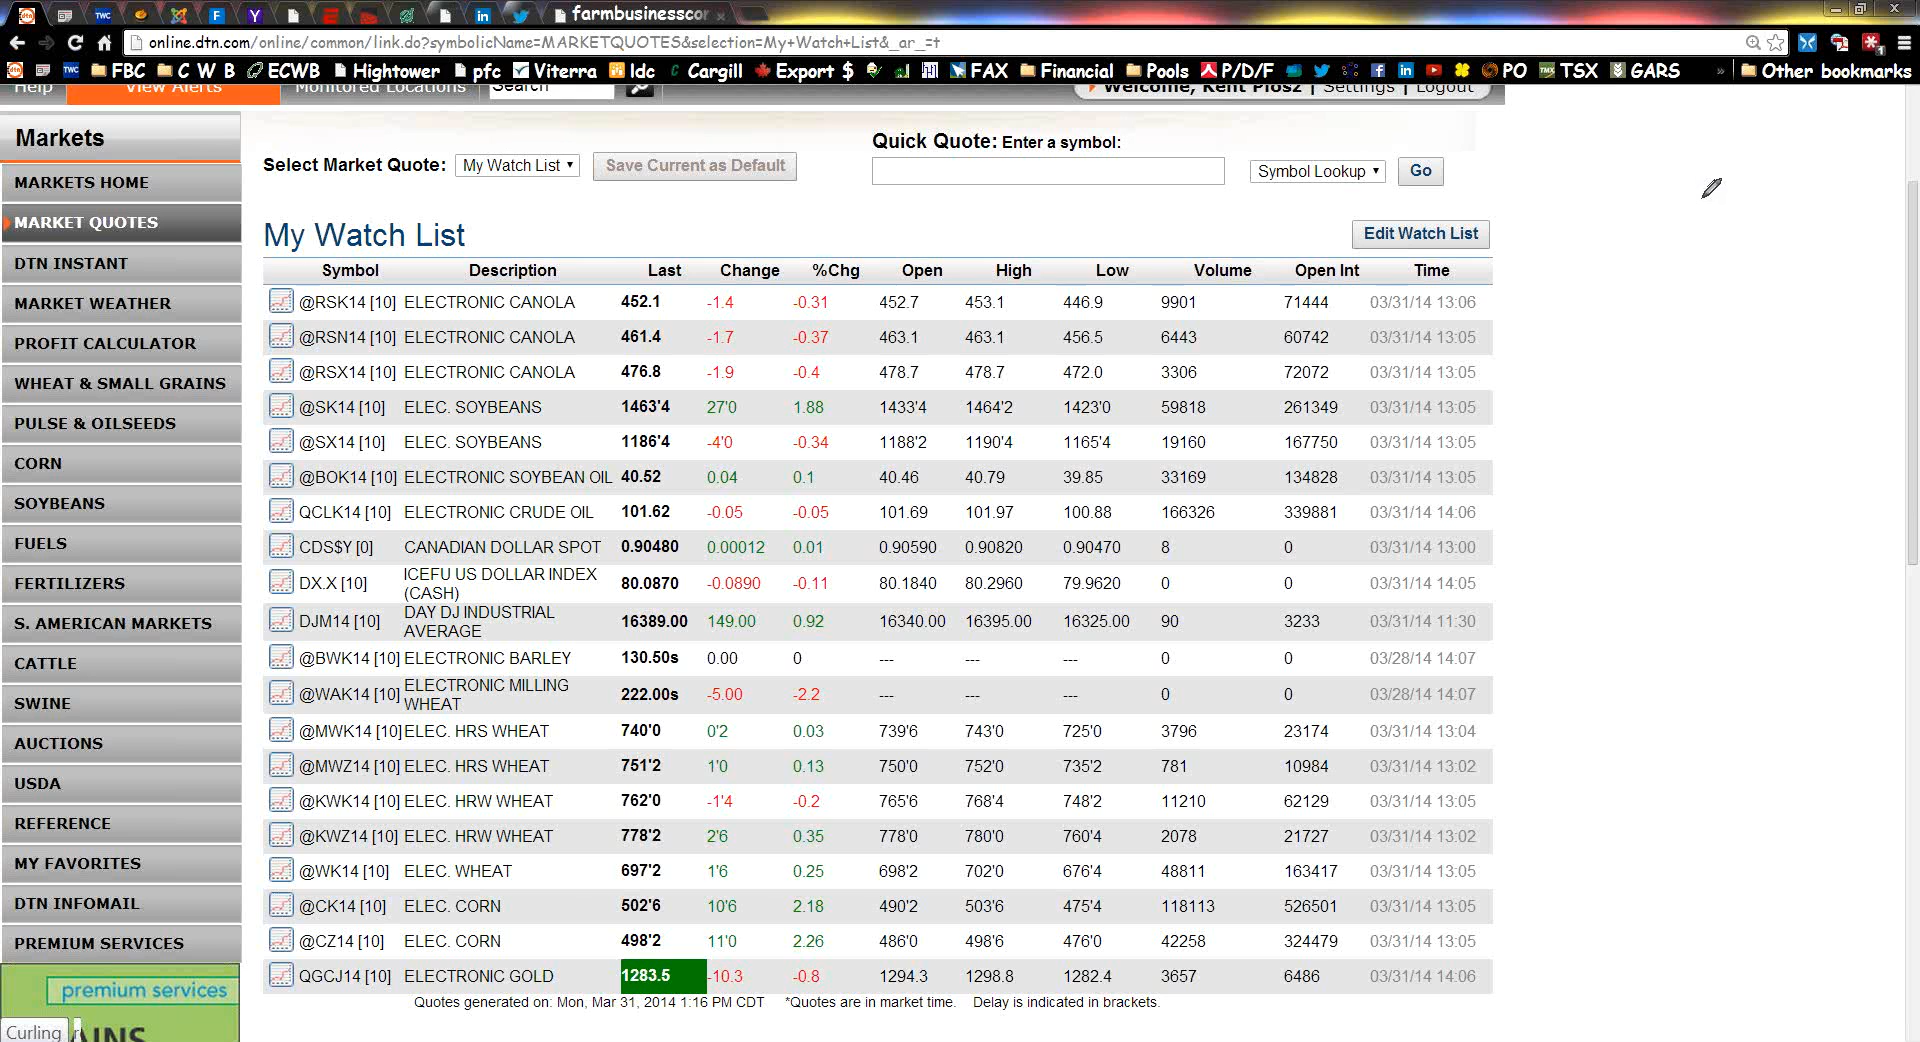 farmbusinesscon
online.dtn.com/online/common/link.do?symbolicName=MARKETQUOTES&selection=My+Watch+List&_ar_=t
FBC C W B ECWB Hightower pfc Viterra Idc Cargill Export $ FAX Financial Pools P/D/F PO TSX GARS » Other bookmarks
Help View Alerts Monitored Locations Search Welcome, Kent Plosz | Settings | Logout
Markets
MARKETS HOME
MARKET QUOTES
DTN INSTANT
MARKET WEATHER
PROFIT CALCULATOR
WHEAT & SMALL GRAINS
PULSE & OILSEEDS
CORN
SOYBEANS
FUELS
FERTILIZERS
S. AMERICAN MARKETS
CATTLE
SWINE
AUCTIONS
USDA
REFERENCE
MY FAVORITES
DTN INFOMAIL
PREMIUM SERVICES
premium services
Curling
Quick Quote: Enter a symbol:
Select Market Quote: My Watch List Save Current as Default Symbol Lookup Go
My Watch List Edit Watch List
Symbol Description Last Change %Chg Open High Low Volume Open Int Time
@RSK14 [10] ELECTRONIC CANOLA 452.1 -1.4 -0.31 452.7 453.1 446.9 9901 71444 03/31/14 13:06
@RSN14 [10] ELECTRONIC CANOLA 461.4 -1.7 -0.37 463.1 463.1 456.5 6443 60742 03/31/14 13:05
@RSX14 [10] ELECTRONIC CANOLA 476.8 -1.9 -0.4 478.7 478.7 472.0 3306 72072 03/31/14 13:05
@SK14 [10] ELEC. SOYBEANS 1463'4 27'0 1.88 1433'4 1464'2 1423'0 59818 261349 03/31/14 13:05
@SX14 [10] ELEC. SOYBEANS 1186'4 -4'0 -0.34 1188'2 1190'4 1165'4 19160 167750 03/31/14 13:05
@BOK14 [10] ELECTRONIC SOYBEAN OIL 40.52 0.04 0.1 40.46 40.79 39.85 33169 134828 03/31/14 13:05
QCLK14 [10] ELECTRONIC CRUDE OIL 101.62 -0.05 -0.05 101.69 101.97 100.88 166326 339881 03/31/14 14:06
CDS$Y [0] CANADIAN DOLLAR SPOT 0.90480 0.00012 0.01 0.90590 0.90820 0.90470 8 0 03/31/14 13:00
DX.X [10] ICEFU US DOLLAR INDEX (CASH) 80.0870 -0.0890 -0.11 80.1840 80.2960 79.9620 0 0 03/31/14 14:05
DJM14 [10] DAY DJ INDUSTRIAL AVERAGE 16389.00 149.00 0.92 16340.00 16395.00 16325.00 90 3233 03/31/14 11:30
@BWK14 [10] ELECTRONIC BARLEY 130.50s 0.00 0 --- --- --- 0 0 03/28/14 14:07
@WAK14 [10] ELECTRONIC MILLING WHEAT 222.00s -5.00 -2.2 --- --- --- 0 0 03/28/14 14:07
@MWK14 [10] ELEC. HRS WHEAT 740'0 0'2 0.03 739'6 743'0 725'0 3796 23174 03/31/14 13:04
@MWZ14 [10] ELEC. HRS WHEAT 751'2 1'0 0.13 750'0 752'0 735'2 781 10984 03/31/14 13:02
@KWK14 [10] ELEC. HRW WHEAT 762'0 -1'4 -0.2 765'6 768'4 748'2 11210 62129 03/31/14 13:05
@KWZ14 [10] ELEC. HRW WHEAT 778'2 2'6 0.35 778'0 780'0 760'4 2078 21727 03/31/14 13:02
@WK14 [10] ELEC. WHEAT 697'2 1'6 0.25 698'2 702'0 676'4 48811 163417 03/31/14 13:05
@CK14 [10] ELEC. CORN 502'6 10'6 2.18 490'2 503'6 475'4 118113 526501 03/31/14 13:05
@CZ14 [10] ELEC. CORN 498'2 11'0 2.26 486'0 498'6 476'0 42258 324479 03/31/14 13:05
QGCJ14 [10] ELECTRONIC GOLD 1283.5 -10.3 -0.8 1294.3 1298.8 1282.4 3657 6486 03/31/14 14:06
Quotes generated on: Mon, Mar 31, 2014 1:16 PM CDT *Quotes are in market time. Delay is indicated in brackets.